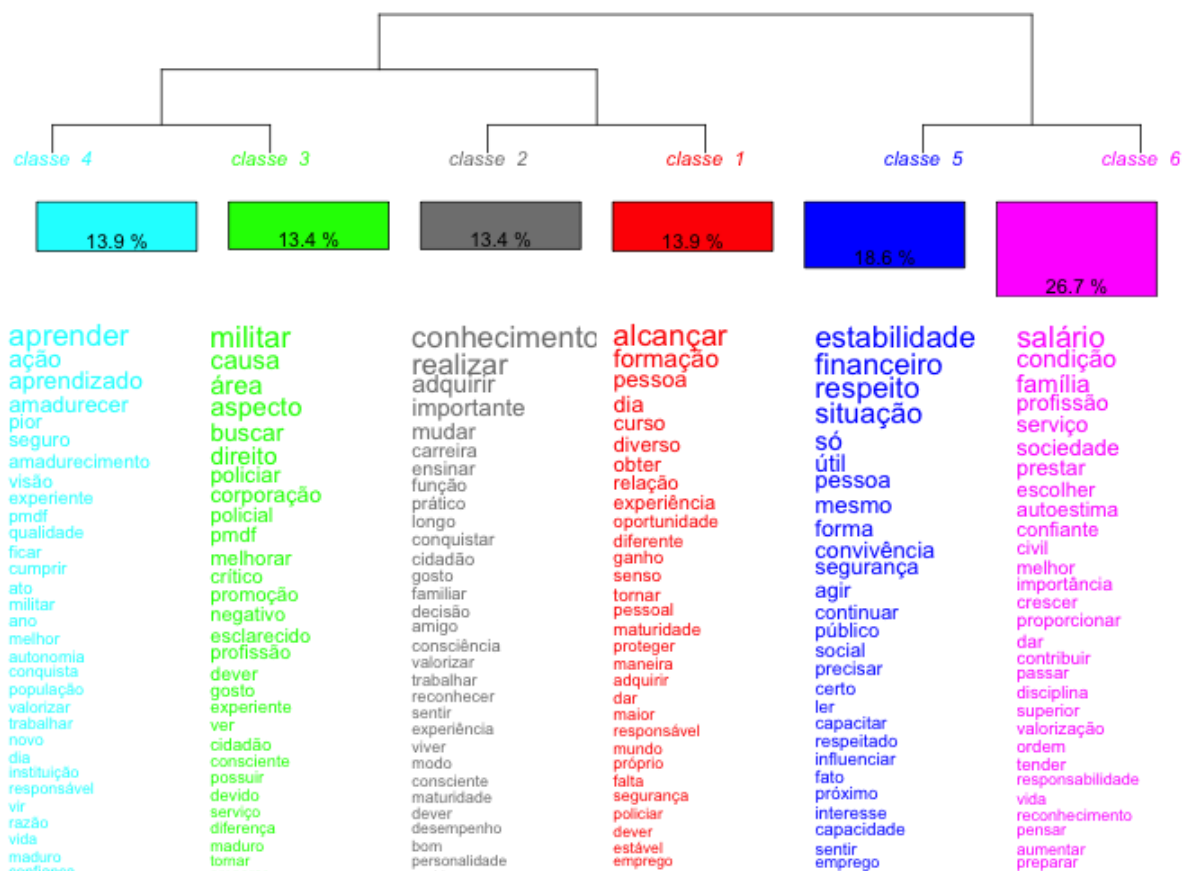 classe 4
classe 3
classe 2
classe 1
classe 5
classe 6
13.9 %
13.4 %
13.4 %
13.9 %
18.6 %
26.7 %
aprender
ação
aprendizado
amadurecer
pior
seguro
amadurecimento
visão
experiente
pmdf
qualidade
ficar
cumprir
ato
militar
ano
melhor
autonomia
conquista
população
valorizar
trabalhar
novo
dia
instituição
responsável
vir
razão
vida
maduro
militar
causa
área
aspecto
buscar
direito
policiar
corporação
policial
pmdf
melhorar
crítico
promoção
negativo
esclarecido
profissão
dever
gosto
experiente
ver
cidadão
consciente
possuir
devido
serviço
diferença
maduro
tornar
conhecimento
realizar
adquirir
importante
mudar
carreira
ensinar
função
prático
longo
conquistar
cidadão
gosto
familiar
decisão
amigo
consciência
valorizar
trabalhar
reconhecer
sentir
experiência
viver
modo
consciente
maturidade
dever
desempenho
bom
personalidade
alcançar
formação
pessoa
dia
curso
diverso
obter
relação
experiência
oportunidade
diferente
ganho
senso
tornar
pessoal
maturidade
proteger
maneira
adquirir
dar
maior
responsável
mundo
próprio
falta
segurança
policiar
dever
estável
emprego
estabilidade
financeiro
respeito
situação
só
útil
pessoa
mesmo
forma
convivência
segurança
agir
continuar
público
social
precisar
certo
ler
capacitar
respeitado
influenciar
fato
próximo
interesse
capacidade
sentir
emprego
salário
condição
família
profissão
serviço
sociedade
prestar
escolher
autoestima
confiante
civil
melhor
importância
crescer
proporcionar
dar
contribuir
passar
disciplina
superior
valorização
ordem
tender
responsabilidade
vida
reconhecimento
pensar
aumentar
preparar